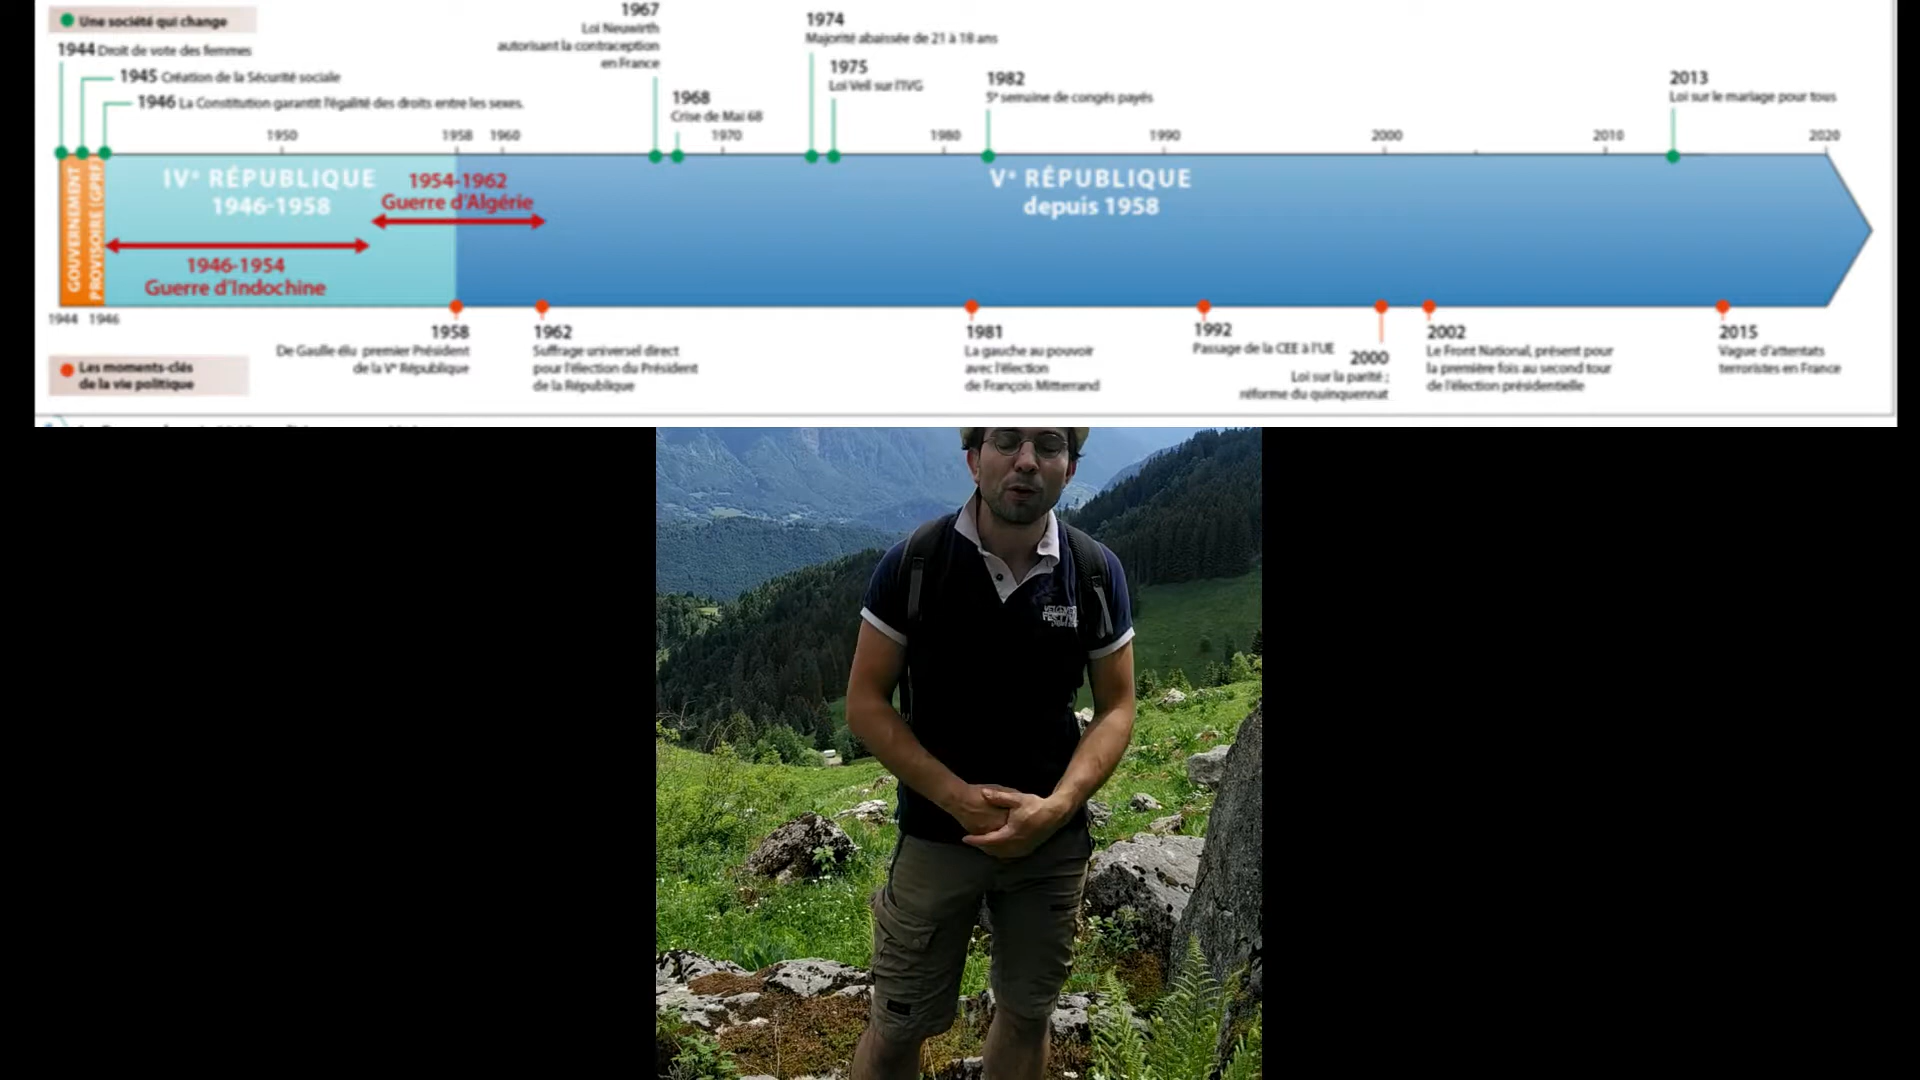 Une société qui change
1944 Droit de vote des femmes
1945 Création de la Sécurité sociale
1946 La Constitution garantit l'égalité des droits entre les sexes.
1967
Loi Neuwirth
autorisant la contraception
en France
1968
Crise de Mai 68
1974
Majorité abaissée de 21 à 18 ans
1975
Loi Veil sur l'IVG
1982
5e semaine de congés payés
2013
Loi sur le mariage pour tous
1950
1958
1960
1970
1980
1990
2000
2010
2020
GOUVERNEMENT
PROVISOIRE (GPRF)
IVe RÉPUBLIQUE
1946-1958
1954-1962
Guerre d'Algérie
1946-1954
Guerre d'Indochine
Ve RÉPUBLIQUE
depuis 1958
1944
1946
Les moments-clés
de la vie politique
1958
De Gaulle élu premier Président
de la Ve République
1962
Suffrage universel direct
pour l'élection du Président
de la République
1981
La gauche au pouvoir
avec l'élection
de François Mitterrand
1992
Passage de la CEE à l'UE
2000
Loi sur la parité ;
réforme du quinquennat
2002
Le Front National, présent pour
la première fois au second tour
de l'élection présidentielle
2015
Vague d'attentats
terroristes en France